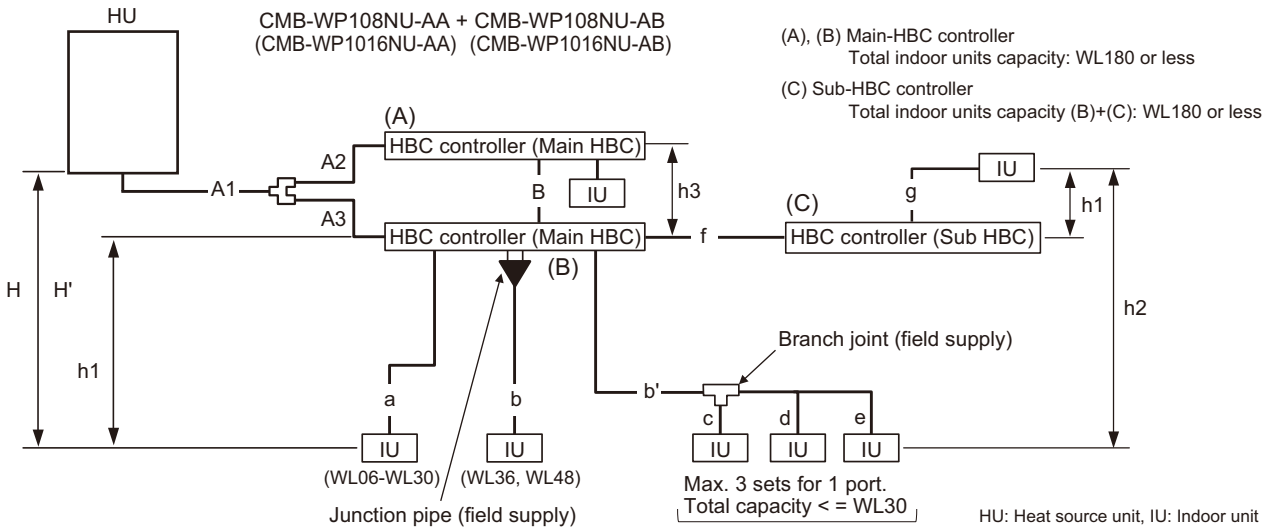 HU
CMB-WP108NU-AA + CMB-WP108NU-AB
(CMB-WP1016NU-AA) (CMB-WP1016NU-AB)
(A), (B) Main-HBC controller
Total indoor units capacity: WL180 or less
(C) Sub-HBC controller
Total indoor units capacity (B)+(C): WL180 or less
(A)
HBC controller (Main HBC)
A2
A1
A3
B
IU
h3
IU
g
h1
(C)
HBC controller (Main HBC)
f
HBC controller (Sub HBC)
(B)
H
H'
h1
h2
Branch joint (field supply)
a
b
b'
c
d
e
IU
IU
IU
IU
IU
(WL06-WL30)
(WL36, WL48)
Max. 3 sets for 1 port.
Total capacity < = WL30
Junction pipe (field supply)
HU: Heat source unit, IU: Indoor unit